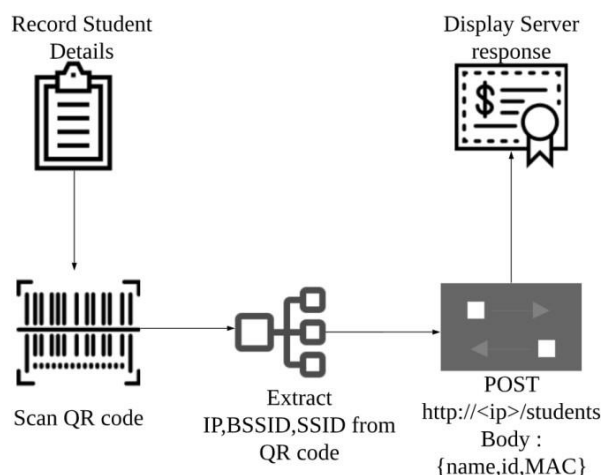 Record Student
Details
Display Server
response
Scan QR code
Extract
IP,BSSID,SSID from
QR code
POST
http://<ip>/students
Body :
{name,id,MAC}